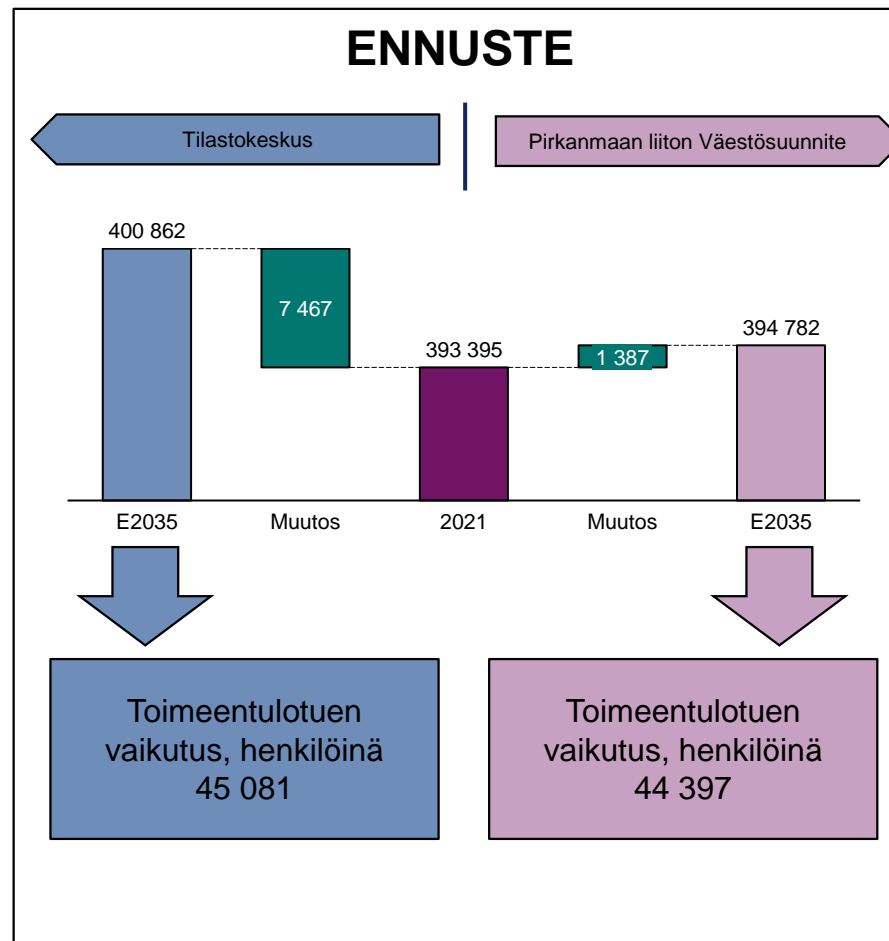 ENNUSTE
Tilastokeskus
Pirkanmaan liiton Väestösuunnite
400 862
7 467
393 395
1 387
394 782
E2035
Muutos
2021
Muutos
E2035
Toimeentulotuen
vaikutus, henkilöinä
45 081
Toimeentulotuen
vaikutus, henkilöinä
44 397